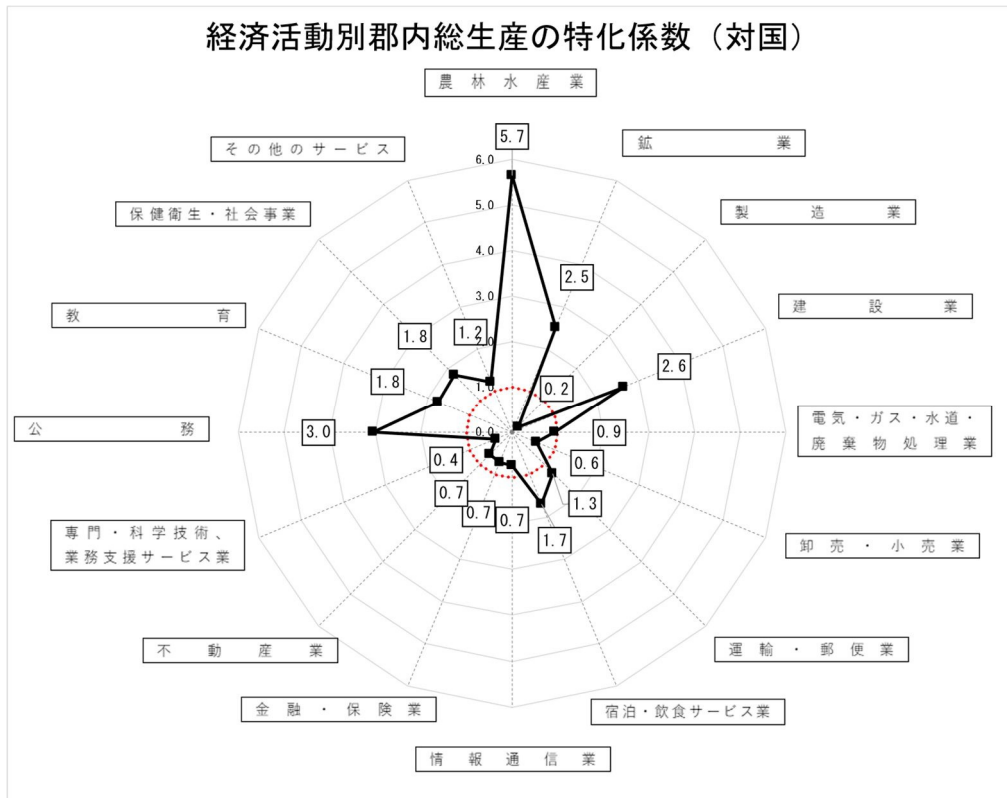 経済活動別郡内総生産の特化係数（対国）
農林水産業
5.7
その他のサービス
鉱業
6.0
保健衛生・社会事業
製造業
5.0
4.0
2.5
教育
建設業
3.0
1.8
1.2
2.0
2.6
1.8
1.0
0.2
公務
3.0
0.0
0.9
電気・ガス・水道・
廃棄物処理業
0.4
0.6
0.7
1.3
0.7
0.7
1.7
専門・科学技術、
業務支援サービス業
卸売・小売業
不動産業
運輸・郵便業
金融・保険業
宿泊・飲食サービス業
情報通信業